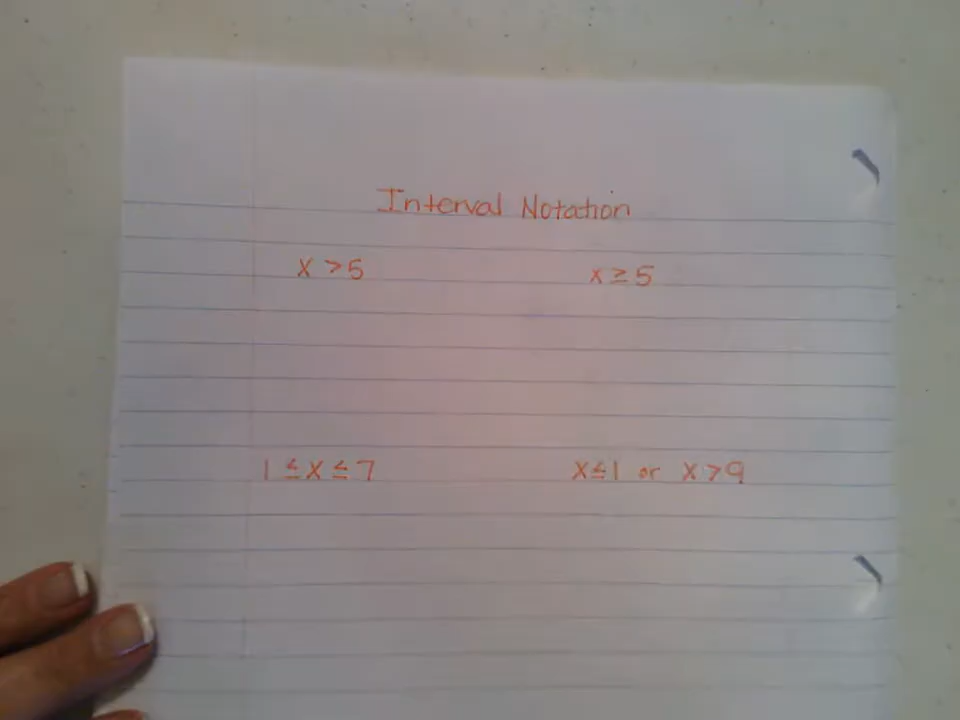 Interval Notation
x > 5
x ≥ 5
1 ≤ x ≤ 7
x ≤ 1 or x > 9